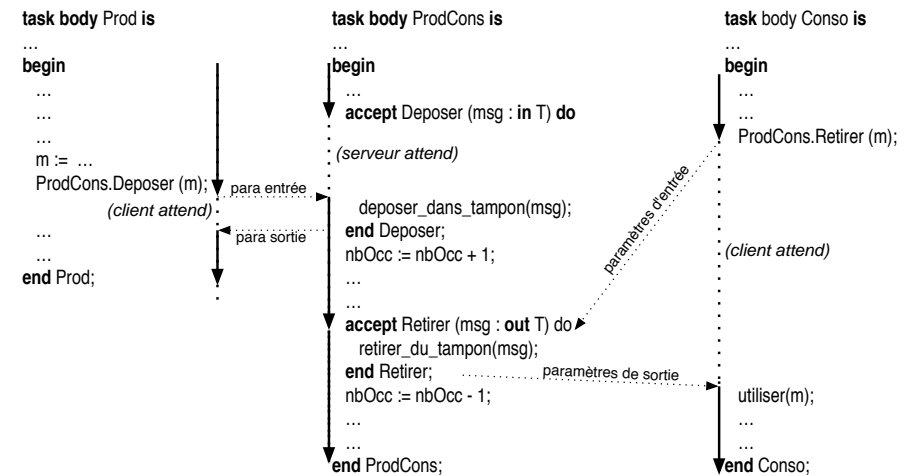 task body Prod is
…
begin
…
…
…
m := …
ProdCons.Deposer (m);
(client attend)
…
…
end Prod;
para entrée
para sortie
task body ProdCons is
…
begin
…
accept Deposer (msg : in T) do
(serveur attend)
deposer_dans_tampon(msg);
end Deposer;
nbOcc := nbOcc + 1;
…
…
accept Retirer (msg : out T) do
retirer_du_tampon(msg);
end Retirer;
nbOcc := nbOcc - 1;
…
…
end ProdCons;
paramètres d'entrée
paramètres de sortie
task body Conso is
…
begin
…
…
ProdCons.Retirer (m);
(client attend)
utiliser(m);
…
…
end Conso;